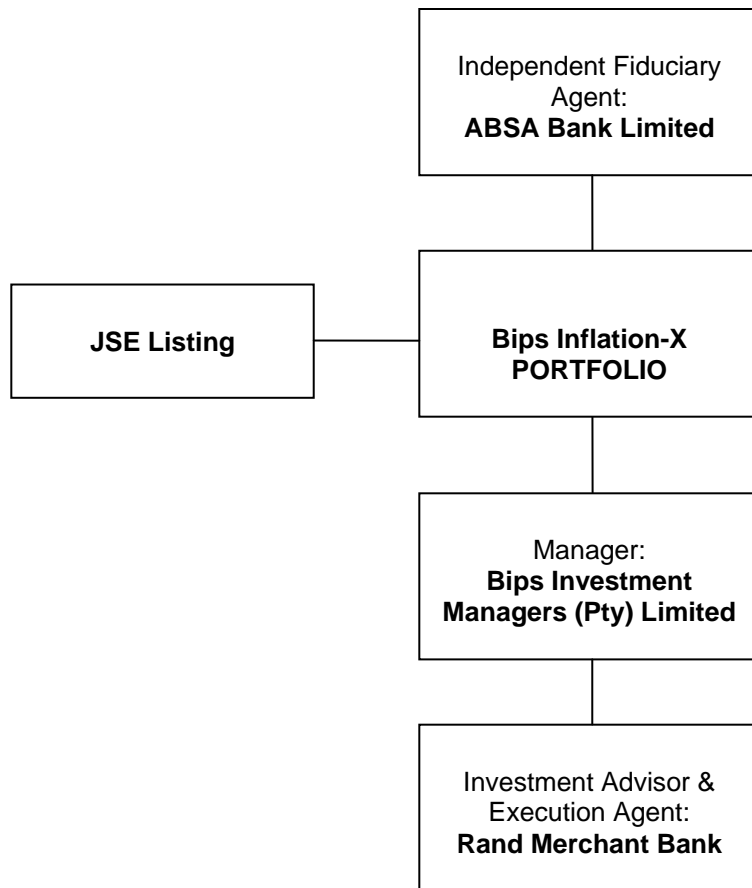 Independent Fiduciary
Agent:
ABSA Bank Limited
JSE Listing
Bips Inflation-X
PORTFOLIO
Manager:
Bips Investment
Managers (Pty) Limited
Investment Advisor &
Execution Agent:
Rand Merchant Bank